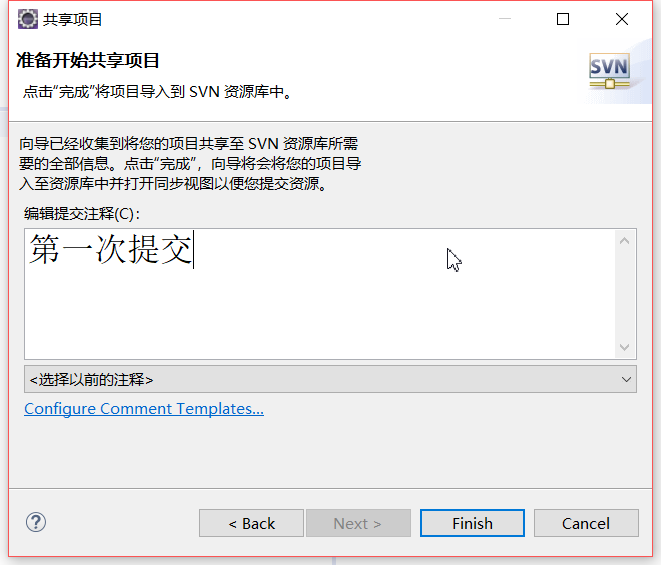 共享项目
准备开始共享项目
点击“完成”将项目导入到 SVN 资源库中。
SVN
向导已经收集到将您的项目共享至 SVN 资源库所需
要的全部信息。点击“完成”，向导将会将您的项目导
入至资源库中并打开同步视图以便您提交资源。
编辑提交注释(C)：
第一次提交
<选择以前的注释>
Configure Comment Templates...
?
< Back
Next >
Finish
Cancel